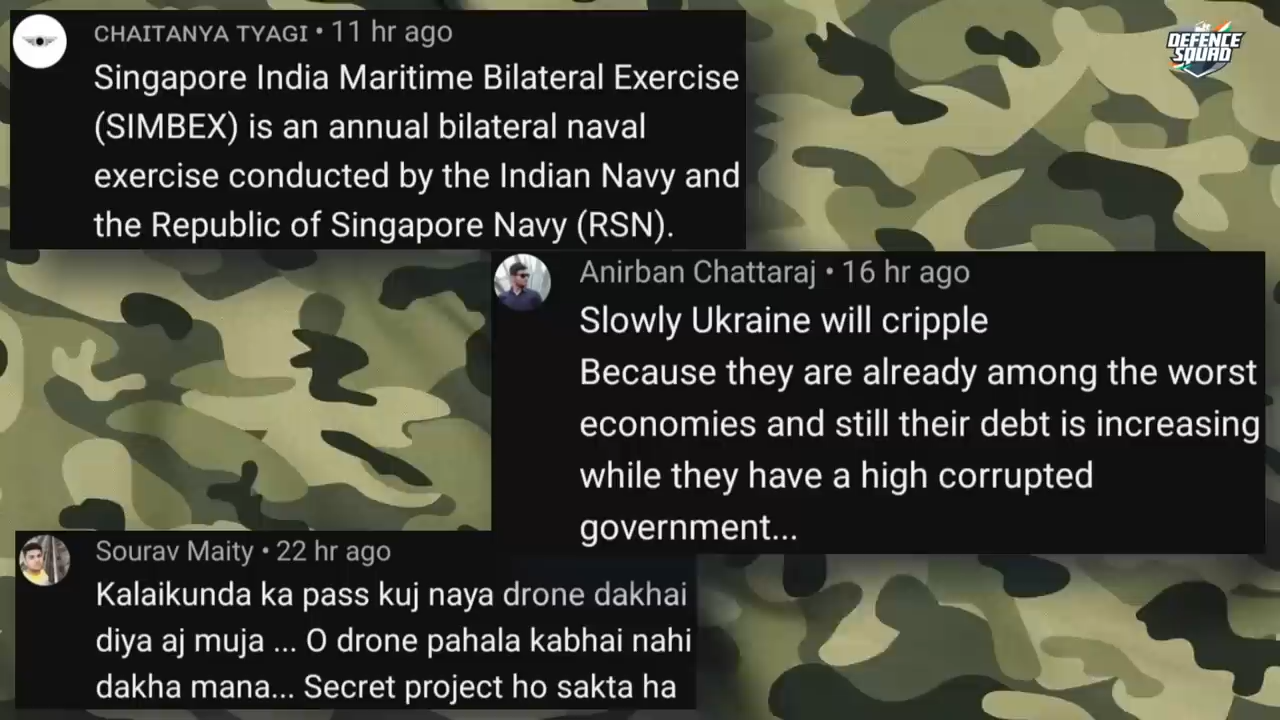 CHAITANYA TYAGI • 11 hr ago
Singapore India Maritime Bilateral Exercise
(SIMBEX) is an annual bilateral naval
exercise conducted by the Indian Navy and
the Republic of Singapore Navy (RSN).
DEFENCE
SQUAD
Anirban Chattaraj • 16 hr ago
Slowly Ukraine will cripple
Because they are already among the worst
economies and still their debt is increasing
while they have a high corrupted
government...
Sourav Maity • 22 hr ago
Kalaikunda ka pass kuj naya drone dakhai
diya aj muja ... O drone pahala kabhai nahi
dakha mana... Secret project ho sakta ha